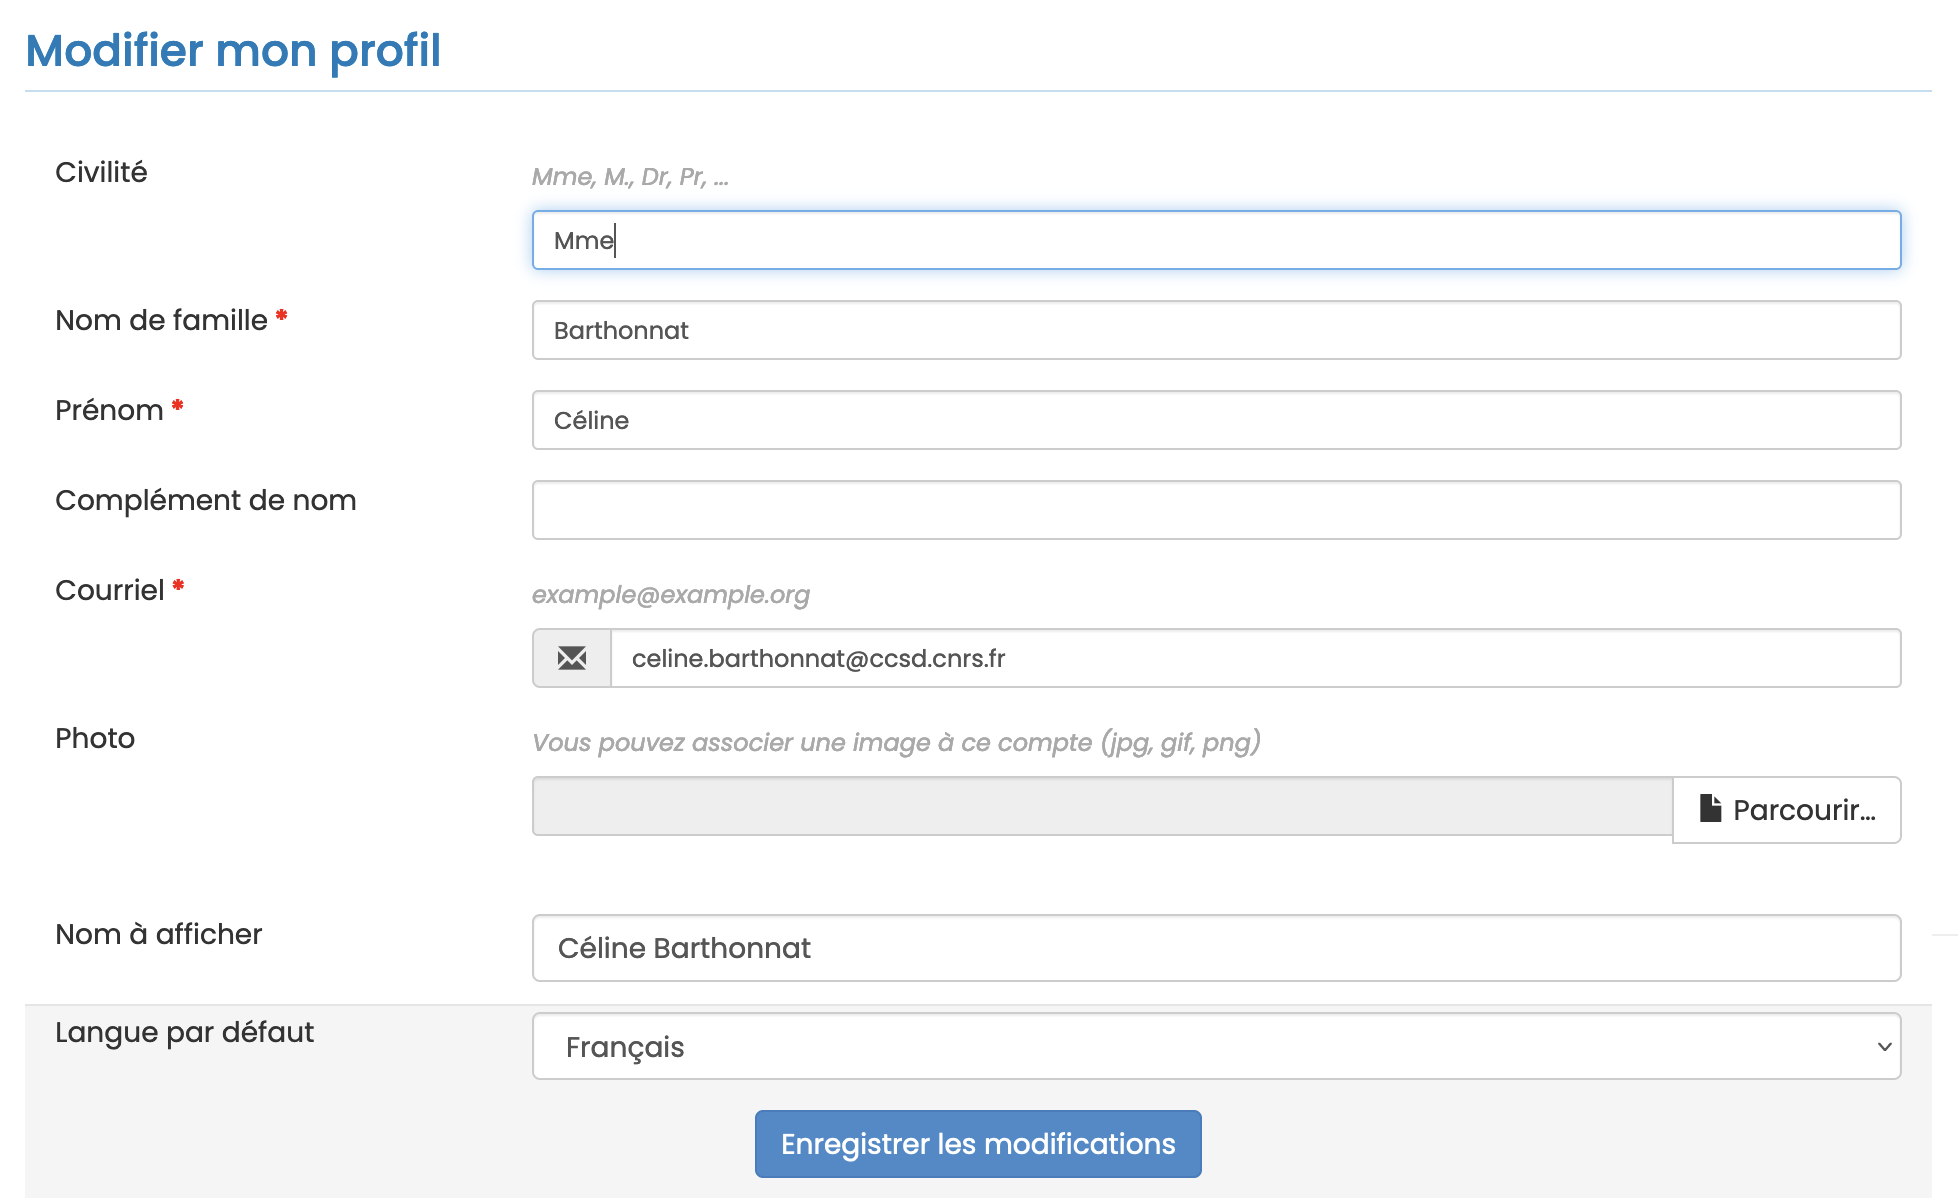 Modifier mon profil
Civilité
Mme, M., Dr, Pr, ...
Mme
Nom de famille *
Barthonnat
Prénom *
Céline
Complément de nom
Courriel *
example@example.org
celine.barthonnat@ccsd.cnrs.fr
Photo
Vous pouvez associer une image à ce compte (jpg, gif, png)
Parcourir...
Nom à afficher
Céline Barthonnat
Langue par défaut
Français
Enregistrer les modifications